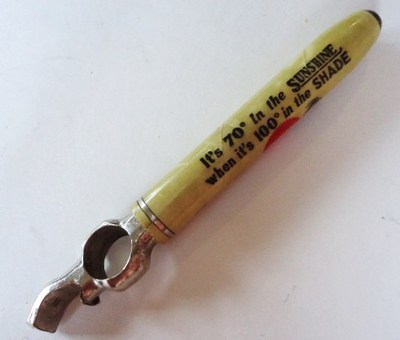 It's 70° In the SUNSHINE
when it's 100° in the SHADE